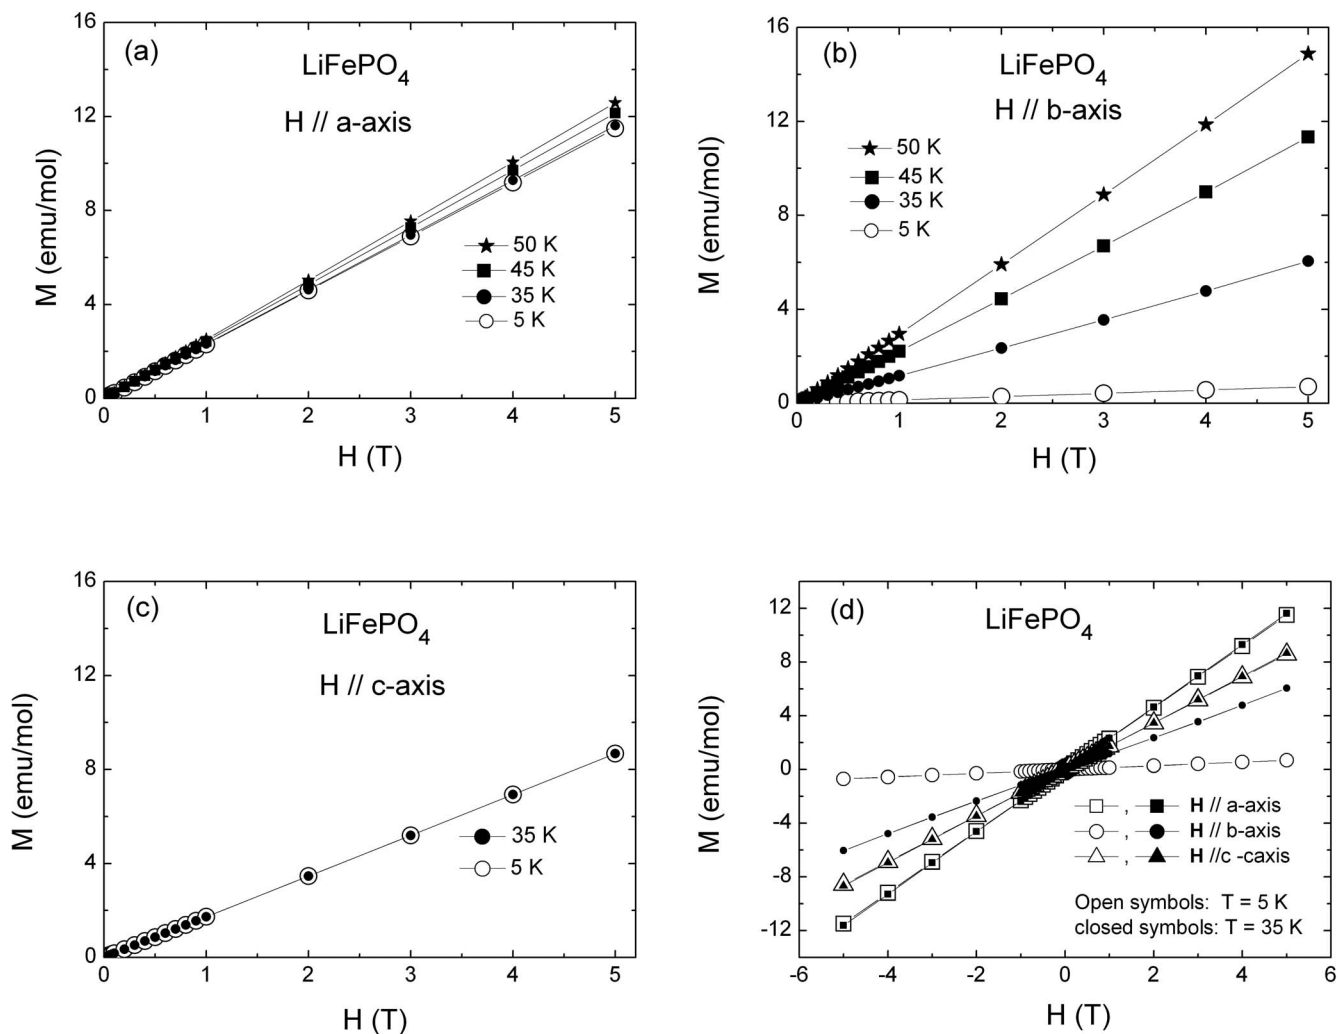 (a)
LiFePO4
H // a-axis
50 K
45 K
35 K
5 K
16
12
8
4
0
M (emu/mol)
0 1 2 3 4 5
H (T)
(b)
LiFePO4
H // b-axis
50 K
45 K
35 K
5 K
16
12
8
4
0
M (emu/mol)
0 1 2 3 4 5
H (T)
(c)
LiFePO4
H // c-axis
35 K
5 K
16
12
8
4
0
M (emu/mol)
0 1 2 3 4 5
H (T)
(d)
LiFePO4
12
8
4
0
-4
-8
-12
M (emu/mol)
, H // a-axis
, H // b-axis
, H //c -caxis
Open symbols: T = 5 K
closed symbols: T = 35 K
-6 -4 -2 0 2 4 6
H (T)